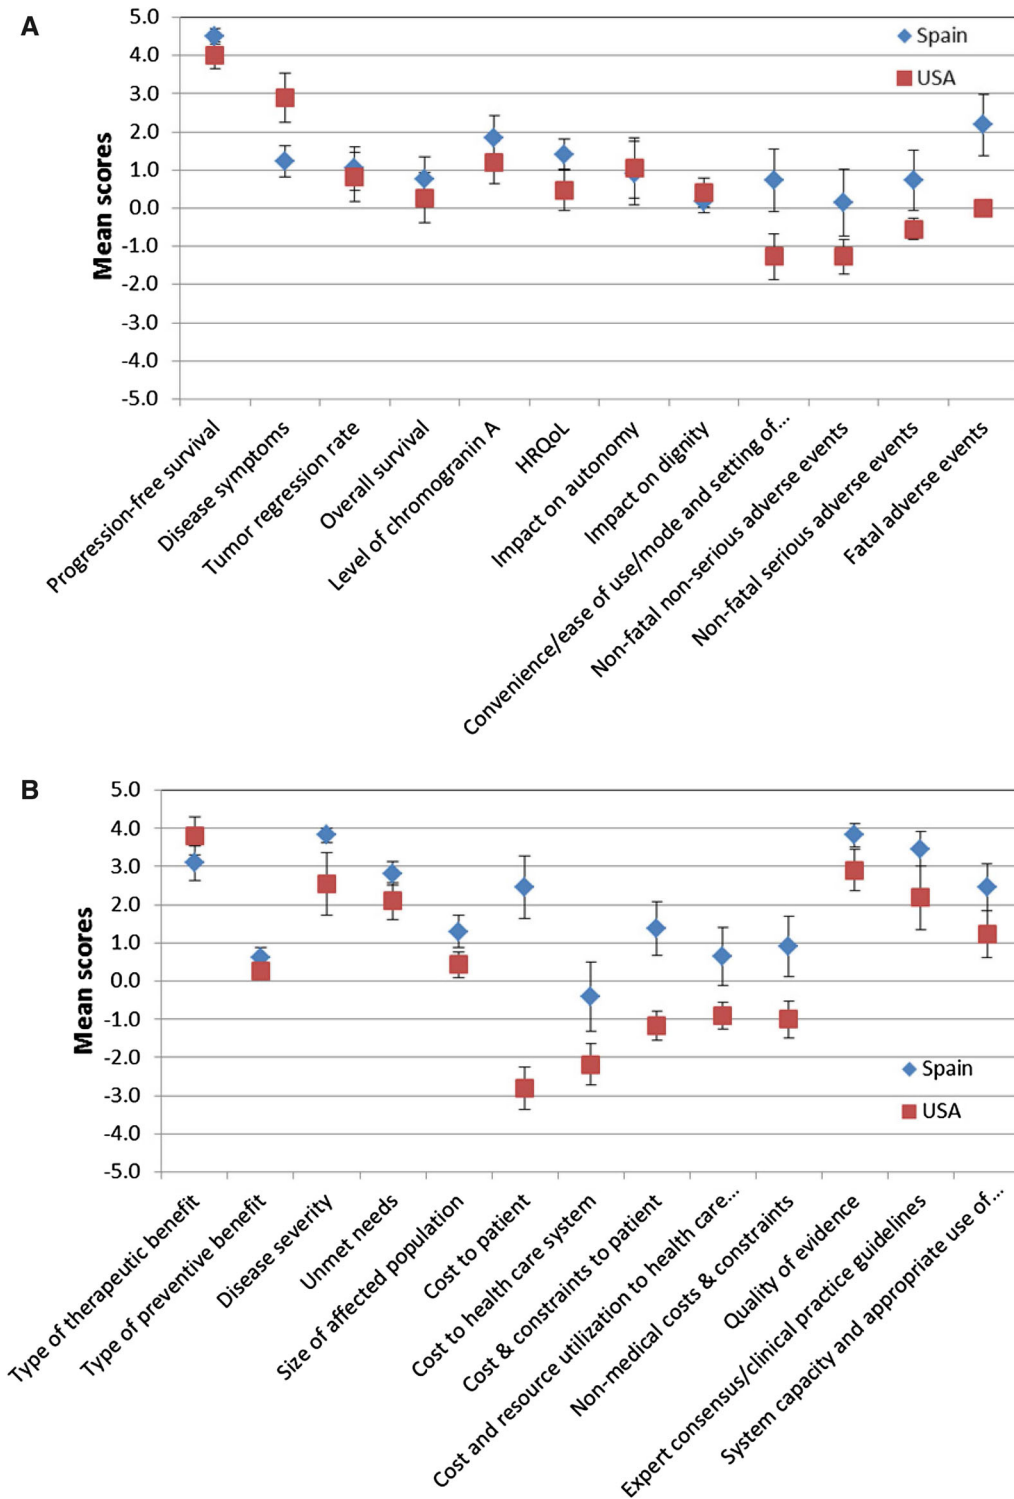 A
5.0
4.0
3.0
2.0
1.0
0.0
-1.0
-2.0
-3.0
-4.0
-5.0
Mean scores
Spain
USA
Progression-free survival
Disease symptoms
Tumor regression rate
Overall survival
Level of chromogranin A
HRQoL
Impact on autonomy
Impact on dignity
Convenience/ease of use/mode and setting of...
Non-fatal non-serious adverse events
Non-fatal serious adverse events
Fatal adverse events
B
5.0
4.0
3.0
2.0
1.0
0.0
-1.0
-2.0
-3.0
-4.0
-5.0
Mean scores
Spain
USA
Type of therapeutic benefit
Type of preventive benefit
Disease severity
Unmet needs
Size of affected population
Cost to patient
Cost to health care system
Cost & constraints to patient
Cost and resource utilization to health care...
Non-medical costs & constraints
Quality of evidence
Expert consensus/clinical practice guidelines
System capacity and appropriate use of...